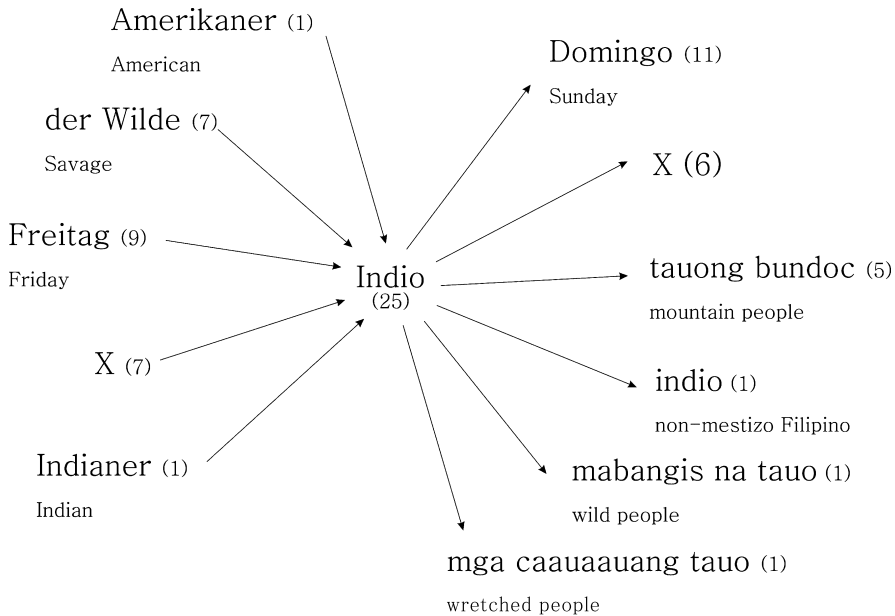 Amerikaner (1)
American
der Wilde (7)
Savage
Freitag (9)
Friday
X (7)
Indianer (1)
Indian
Indio
(25)
Domingo (11)
Sunday
X (6)
tauong bundoc (5)
mountain people
indio (1)
non-mestizo Filipino
mabangis na tauo (1)
wild people
mga caauaauang tauo (1)
wretched people